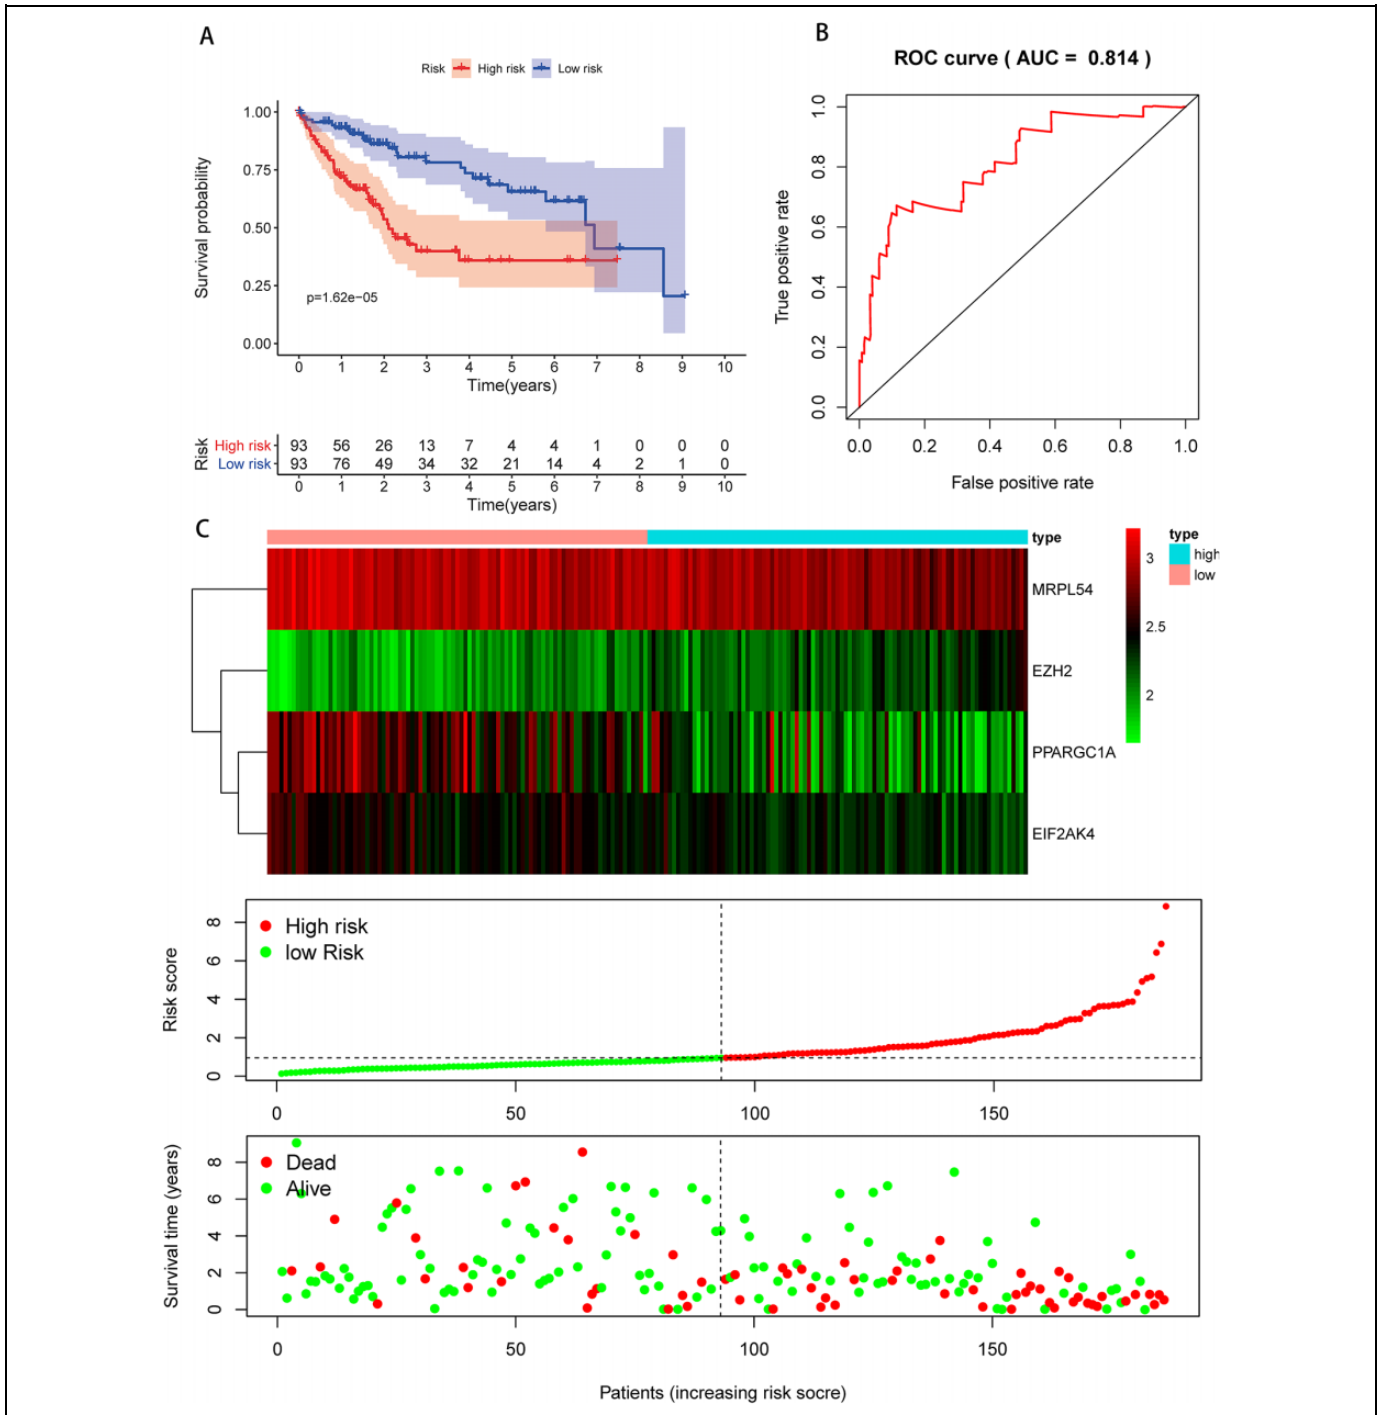 A
Risk High risk Low risk
1.00
0.75
0.50
0.25
0.00
Survival probability
p=1.62e−05
0 1 2 3 4 5 6 7 8 9 10
Time(years)
Risk
High risk 93 56 26 13 7 4 4 1 0 0 0
Low risk 93 76 49 34 32 21 14 4 2 1 0
0 1 2 3 4 5 6 7 8 9 10
Time(years)
B
ROC curve ( AUC = 0.814 )
True positive rate
1.0
0.8
0.6
0.4
0.2
0.0
0.0 0.2 0.4 0.6 0.8 1.0
False positive rate
C
type
MRPL54
EZH2
PPARGC1A
EIF2AK4
3
2.5
2
type
high
low
High risk
low Risk
Risk score
8
6
4
2
0
0 50 100 150
Dead
Alive
Survival time (years)
8
6
4
2
0
0 50 100 150
Patients (increasing risk socre)